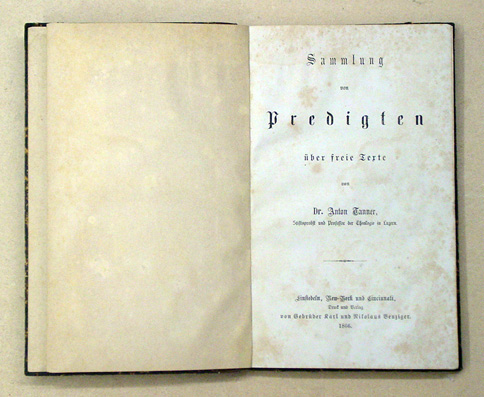 Sammlung
von
Predigten
über freie Texte
von
Dr. Anton Tanner,
Stiftspropst und Professor der Theologie in Luzern.
Einsiedeln, New-York und Cincinnati,
Druck und Verlag
von Gebrüder Karl und Nikolaus Benziger.
1866.